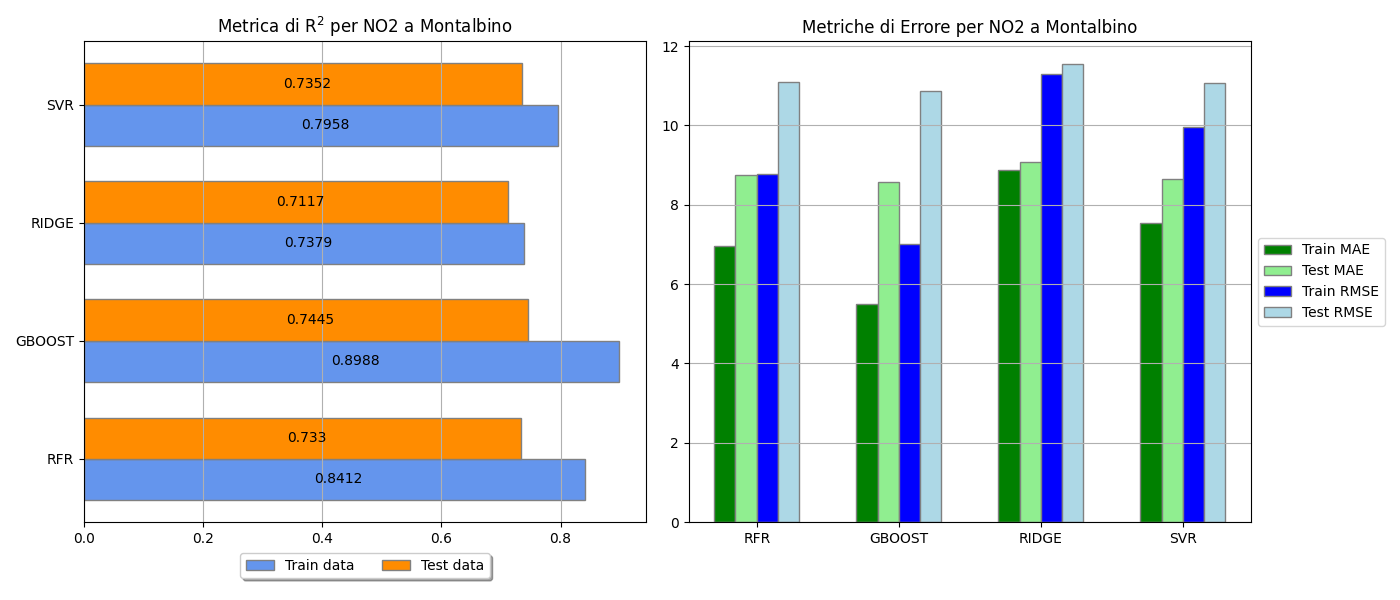 Metrica di R² per NO2 a Montalbino
SVR
0.7352
0.7958
RIDGE
0.7117
0.7379
GBOOST
0.7445
0.8988
RFR
0.733
0.8412
0.0 0.2 0.4 0.6 0.8
Train data Test data
Metriche di Errore per NO2 a Montalbino
12
10
8
6
4
2
0
RFR GBOOST RIDGE SVR
Train MAE
Test MAE
Train RMSE
Test RMSE